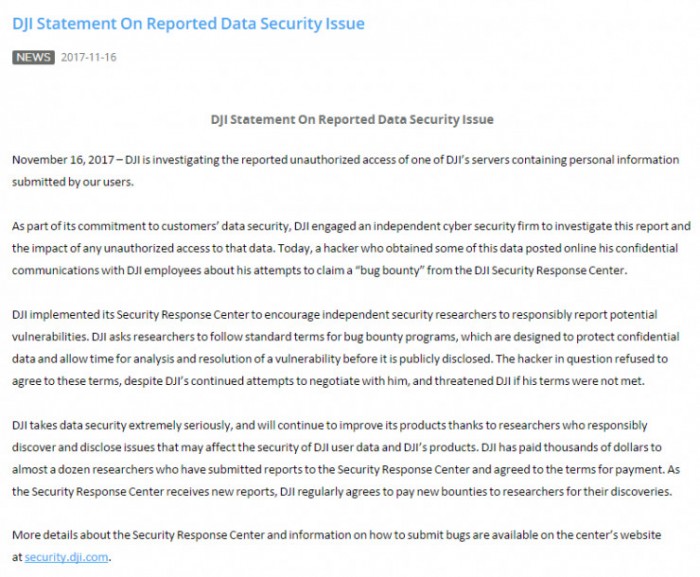 DJI Statement On Reported Data Security Issue
NEWS 2017-11-16
DJI Statement On Reported Data Security Issue
November 16, 2017 – DJI is investigating the reported unauthorized access of one of DJI’s servers containing personal information
submitted by our users.
As part of its commitment to customers’ data security, DJI engaged an independent cyber security firm to investigate this report and
the impact of any unauthorized access to that data. Today, a hacker who obtained some of this data posted online his confidential
communications with DJI employees about his attempts to claim a “bug bounty” from the DJI Security Response Center.
DJI implemented its Security Response Center to encourage independent security researchers to responsibly report potential
vulnerabilities. DJI asks researchers to follow standard terms for bug bounty programs, which are designed to protect confidential
data and allow time for analysis and resolution of a vulnerability before it is publicly disclosed. The hacker in question refused to
agree to these terms, despite DJI’s continued attempts to negotiate with him, and threatened DJI if his terms were not met.
DJI takes data security extremely seriously, and will continue to improve its products thanks to researchers who responsibly
discover and disclose issues that may affect the security of DJI user data and DJI’s products. DJI has paid thousands of dollars to
almost a dozen researchers who have submitted reports to the Security Response Center and agreed to the terms for payment. As
the Security Response Center receives new reports, DJI regularly agrees to pay new bounties to researchers for their discoveries.
More details about the Security Response Center and information on how to submit bugs are available on the center’s website
at security.dji.com.